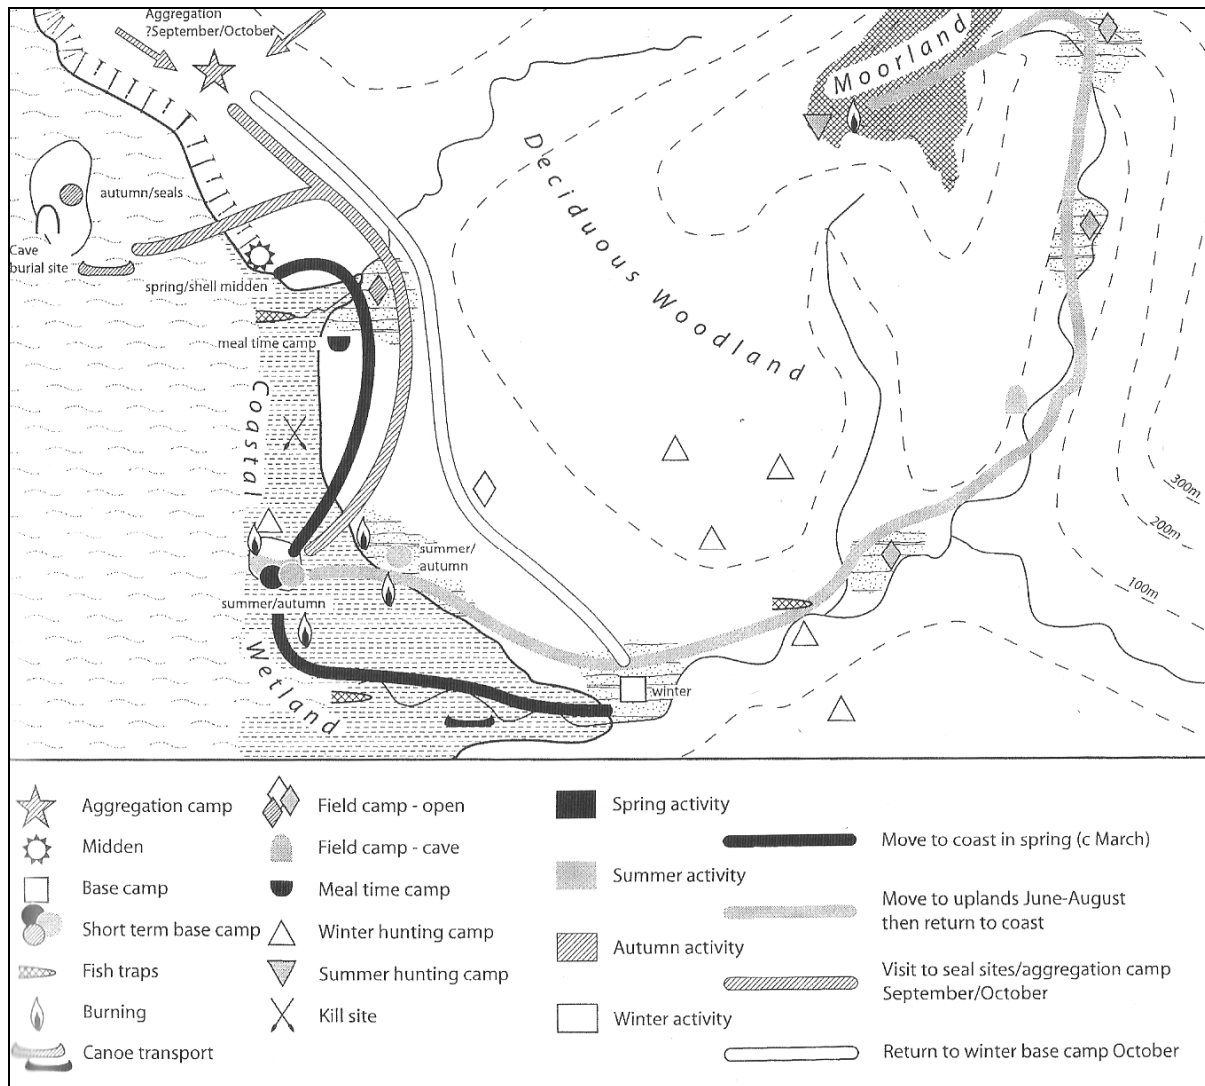 Aggregation
?September/October
Moorland
Deciduous Woodland
autumn/seals
Cave
burial site
spring/shell midden
meal time camp
Coastal
Wetland
summer/
autumn
summer/autumn
winter
300m
200m
100m
Aggregation camp
Midden
Base camp
Short term base camp
Fish traps
Burning
Canoe transport
Field camp - open
Field camp - cave
Meal time camp
Winter hunting camp
Summer hunting camp
Kill site
Spring activity
Move to coast in spring (c March)
Summer activity
Move to uplands June-August
then return to coast
Autumn activity
Visit to seal sites/aggregation camp
September/October
Winter activity
Return to winter base camp October